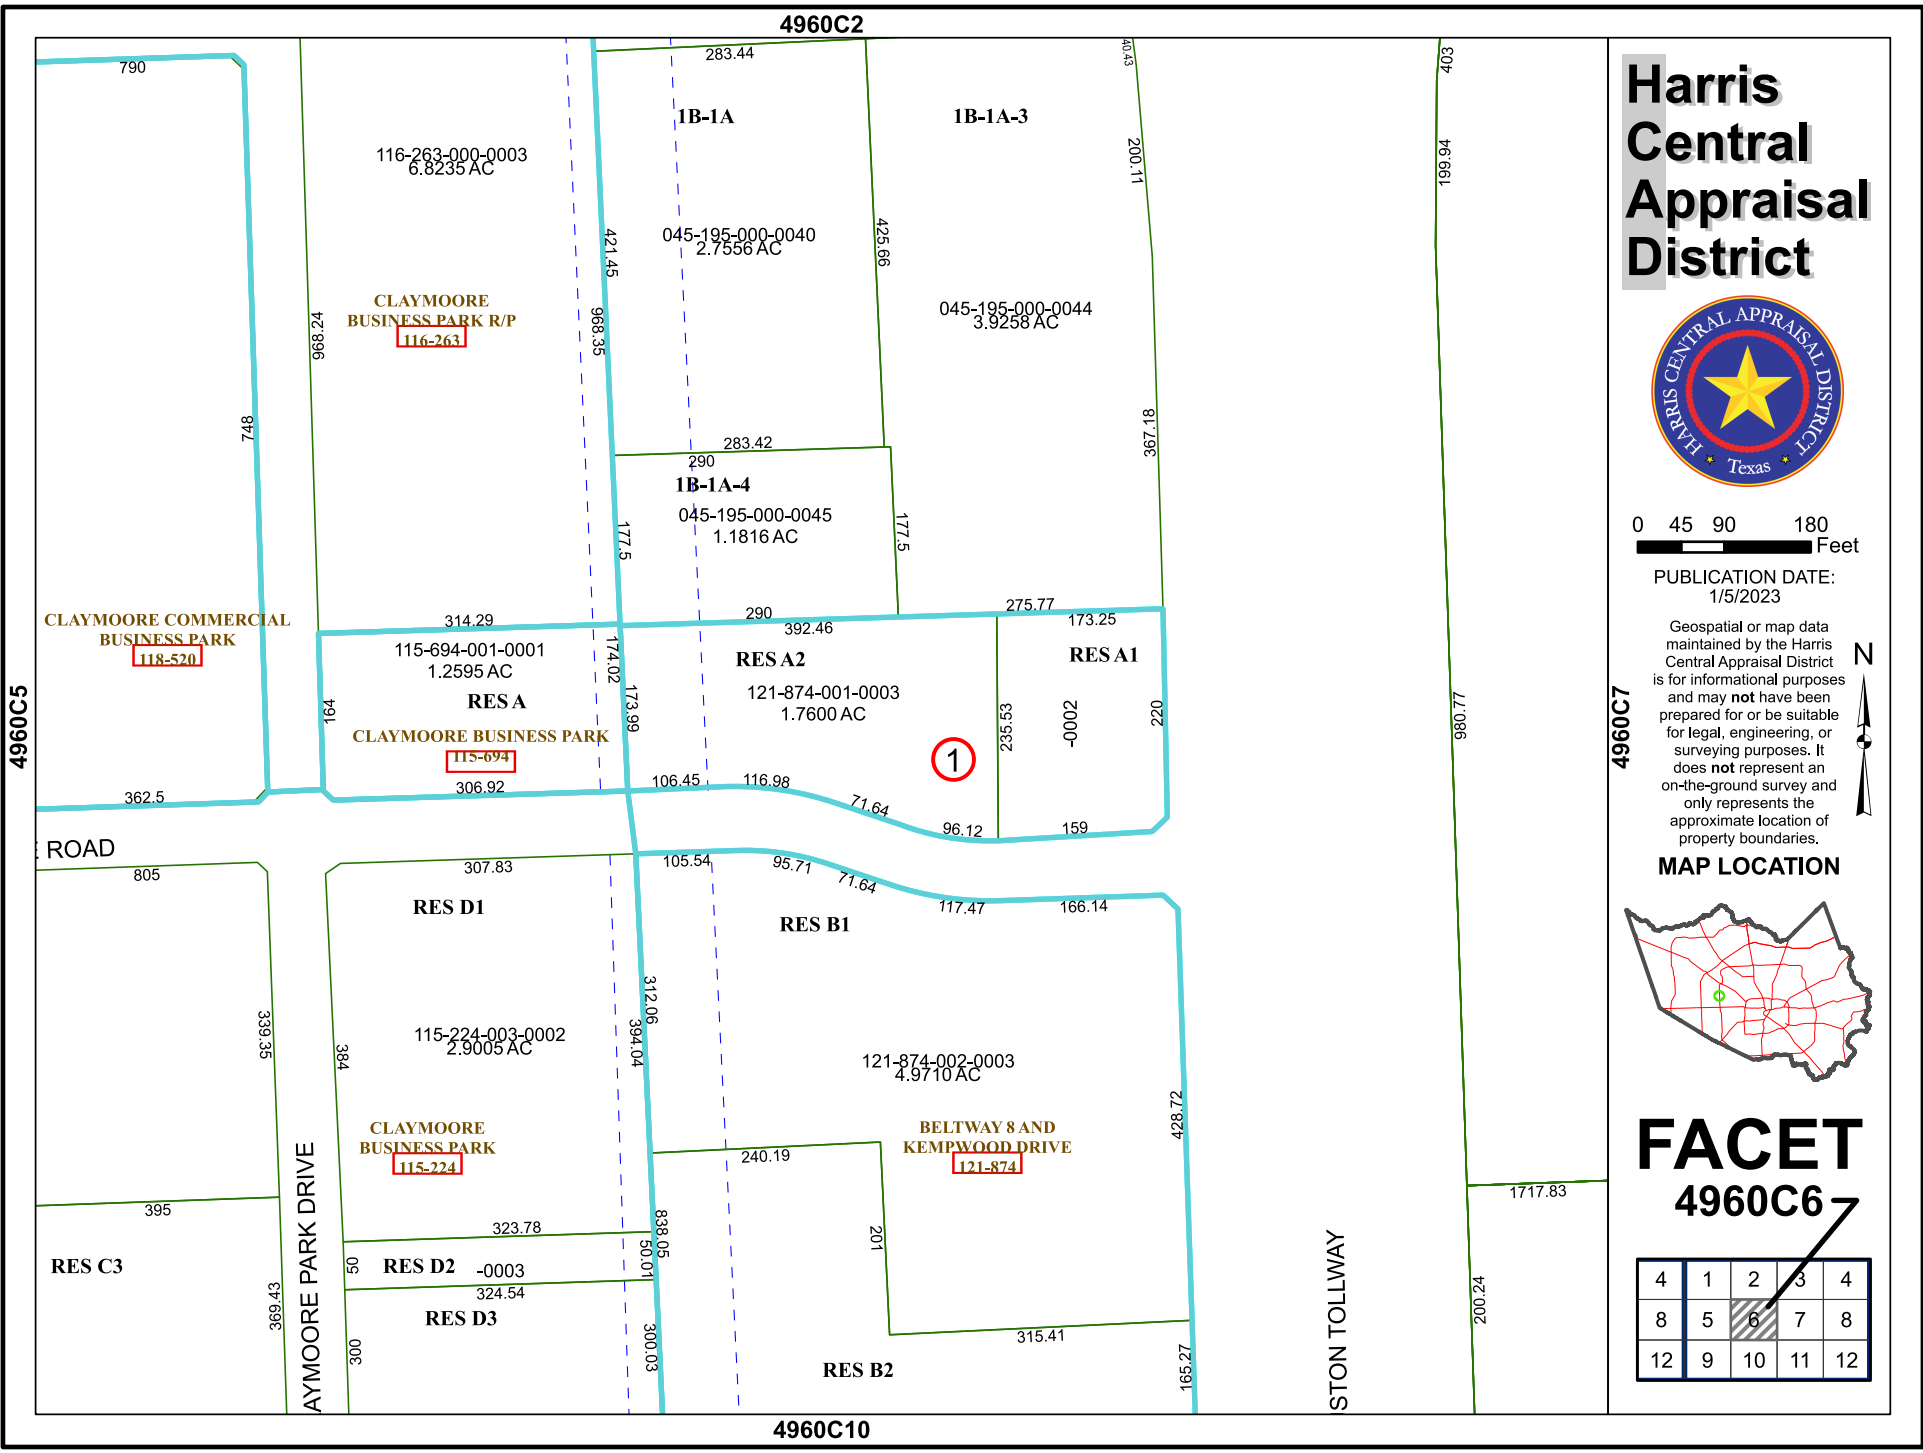 4960C2
790
283.44
40.43
403
1B-1A
1B-1A-3
116-263-000-0003
6.8235 AC
200.11
199.94
421.45
045-195-000-0040
2.7556 AC
425.66
CLAYMOORE
BUSINESS PARK R/P
116-263
968.24
968.35
045-195-000-0044
3.9258 AC
748
283.42
290
397.18
1B-1A-4
045-195-000-0045
1.1816 AC
177.5
177.5
CLAYMOORE COMMERCIAL
BUSINESS PARK
118-520
314.29
290
392.46
275.77
173.25
115-694-001-0001
1.2595 AC
RES A
174.02
173.99
RES A2
RES A1
121-874-001-0003
1.7600 AC
164
CLAYMOORE BUSINESS PARK
115-694
235.53
-0002
220
980.77
1
4960C5
4960C7
362.5
306.92
106.45
116.98
71.64
96.12
159
E ROAD
805
307.83
105.54
95.71
71.64
117.47
166.14
RES D1
RES B1
339.35
384
115-224-003-0002
2.9005 AC
312.06
394.04
121-874-002-0003
4.9710 AC
428.72
CLAYMOORE
BUSINESS PARK
115-224
BELTWAY 8 AND
KEMPWOOD DRIVE
121-874
240.19
395
323.78
838.05
50.01
201
1717.83
RES C3
50
RES D2
-0003
324.54
RES D3
369.43
300
AYMOORE PARK DRIVE
300.03
315.41
RES B2
165.27
STON TOLLWAY
200.24
4960C10
Harris
Central
Appraisal
District
HARRIS CENTRAL APPRAISAL DISTRICT
Texas
0 45 90 180
Feet
PUBLICATION DATE:
1/5/2023
Geospatial or map data
maintained by the Harris
Central Appraisal District
is for informational purposes
and may not have been
prepared for or be suitable
for legal, engineering, or
surveying purposes. It
does not represent an
on-the-ground survey and
only represents the
approximate location of
property boundaries.
N
MAP LOCATION
FACET
4960C6
4 1 2 3 4
8 5 6 7 8
12 9 10 11 12